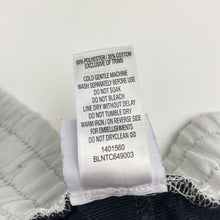 65% POLYESTER / 35% COTTON
EXCLUSIVE OF TRIMS
COLD GENTLE MACHINE
WASH SEPARATELY BEFORE WEAR
DO NOT SOAK
DO NOT BLEACH
LINE DRY WITHOUT DELAY
DO NOT TUMBLE DRY
WARM IRON / ON REVERSE SIDE
FOR EMBELLISHMENTS
DO NOT DRYCLEAN
1401560
BLNTC649003